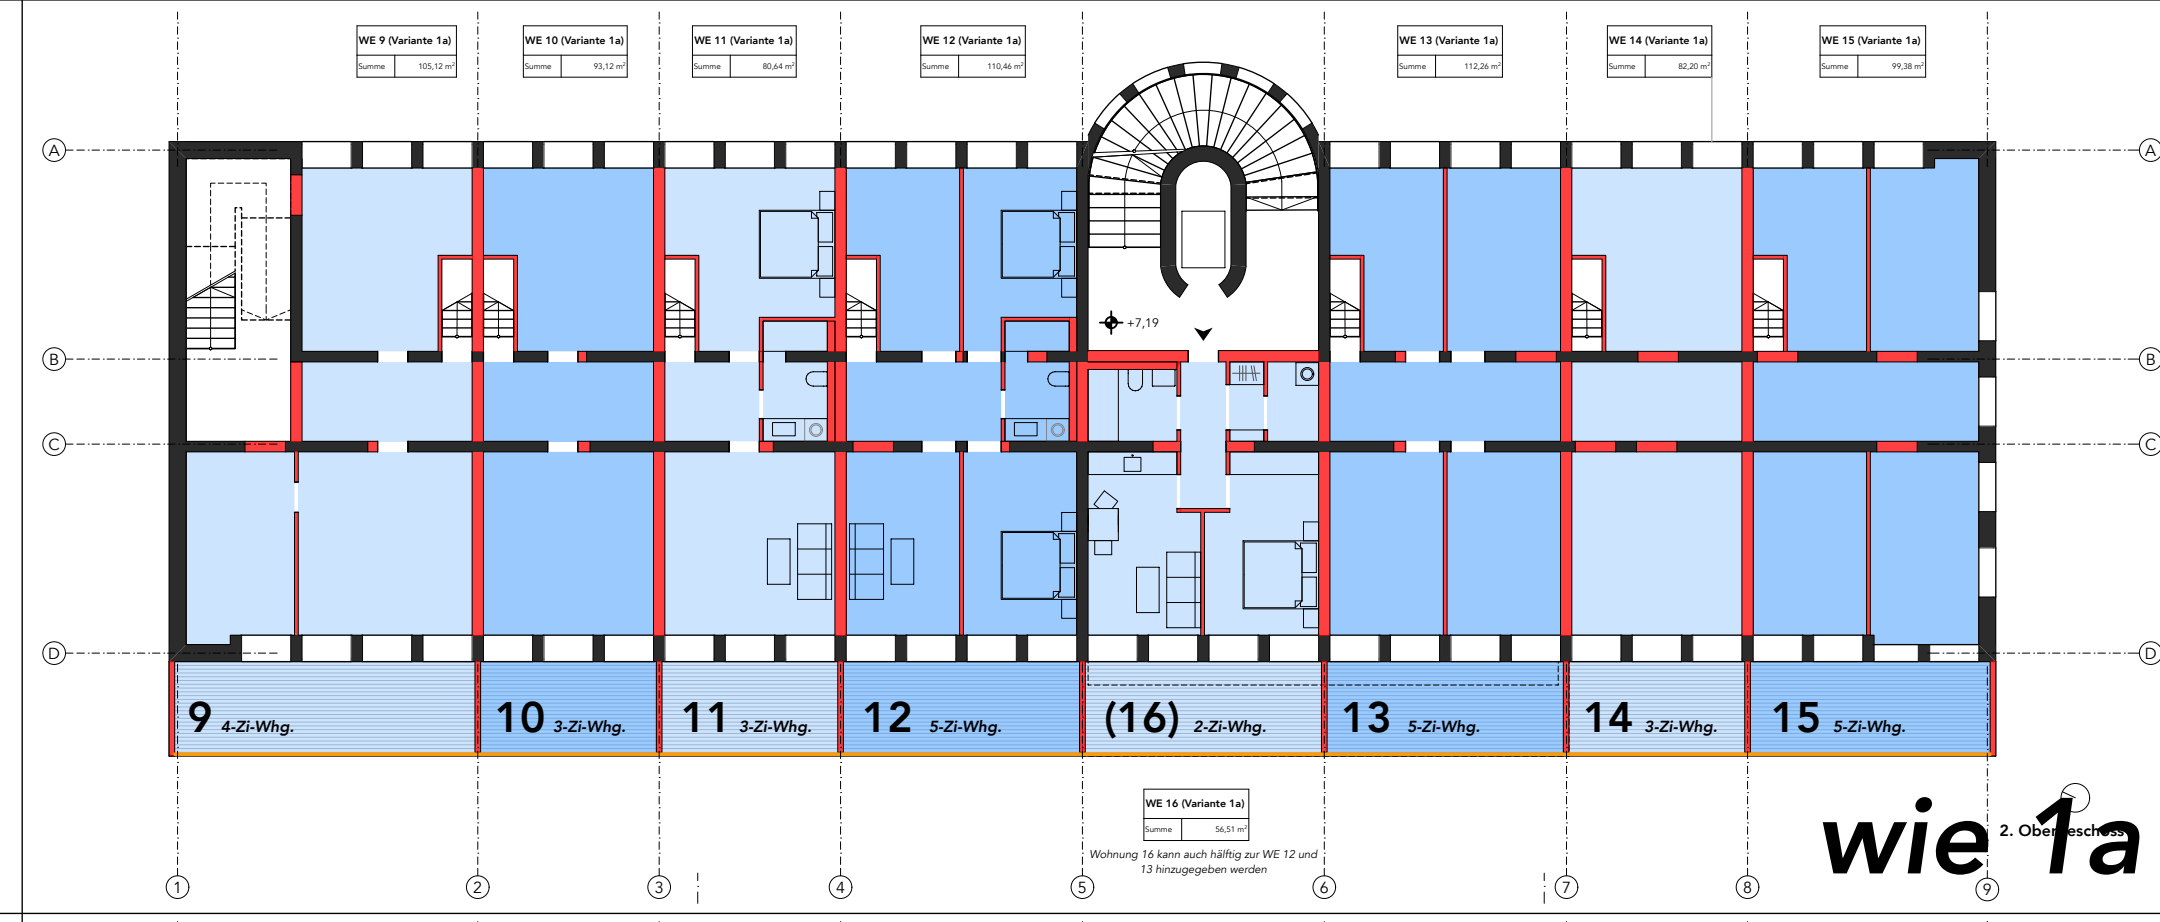 WE 9 (Variante 1a)
Summe 105,12 m²
WE 10 (Variante 1a)
Summe 93,12 m²
WE 11 (Variante 1a)
Summe 80,64 m²
WE 12 (Variante 1a)
Summe 110,46 m²
WE 13 (Variante 1a)
Summe 112,26 m²
WE 14 (Variante 1a)
Summe 82,20 m²
WE 15 (Variante 1a)
Summe 99,38 m²
A
A
+7,19
B
B
C
C
D
D
9 4-Zi-Whg.
10 3-Zi-Whg.
11 3-Zi-Whg.
12 5-Zi-Whg.
(16) 2-Zi-Whg.
13 5-Zi-Whg.
14 3-Zi-Whg.
15 5-Zi-Whg.
WE 16 (Variante 1a)
Summe 56,51 m²
Wohnung 16 kann auch hälftig zur WE 12 und
13 hinzugegeben werden
wie 1a
2. Obergeschoss
1
2
3
4
5
6
7
8
9